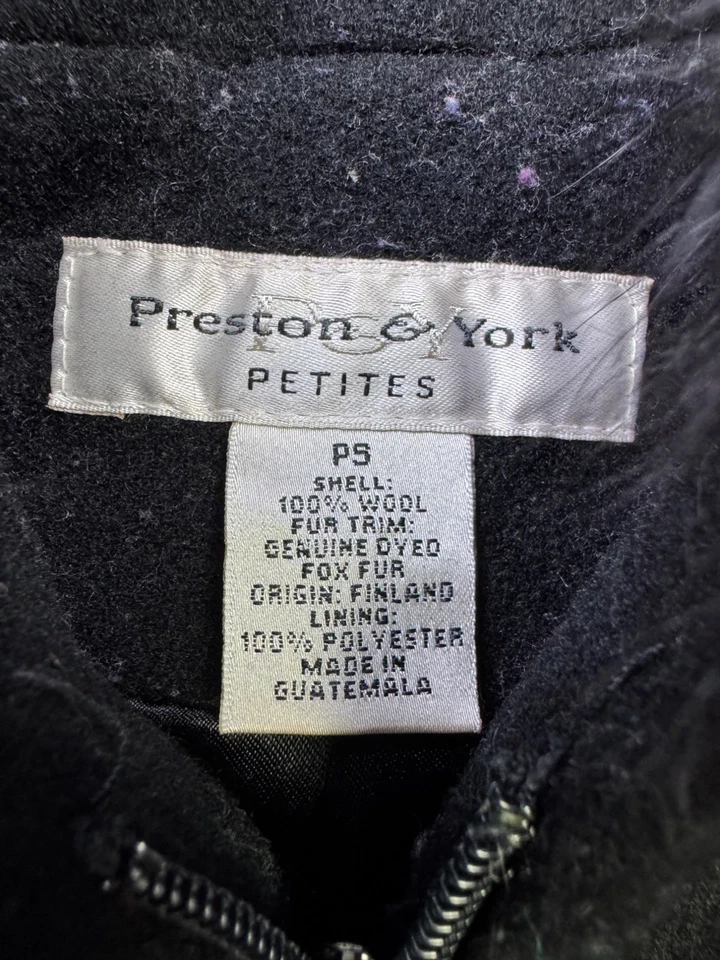 Preston & York
P&Y
PETITES
PS
SHELL:
100% WOOL
FUR TRIM:
GENUINE DYED
FOX FUR
ORIGIN: FINLAND
LINING:
100% POLYESTER
MADE IN
GUATEMALA